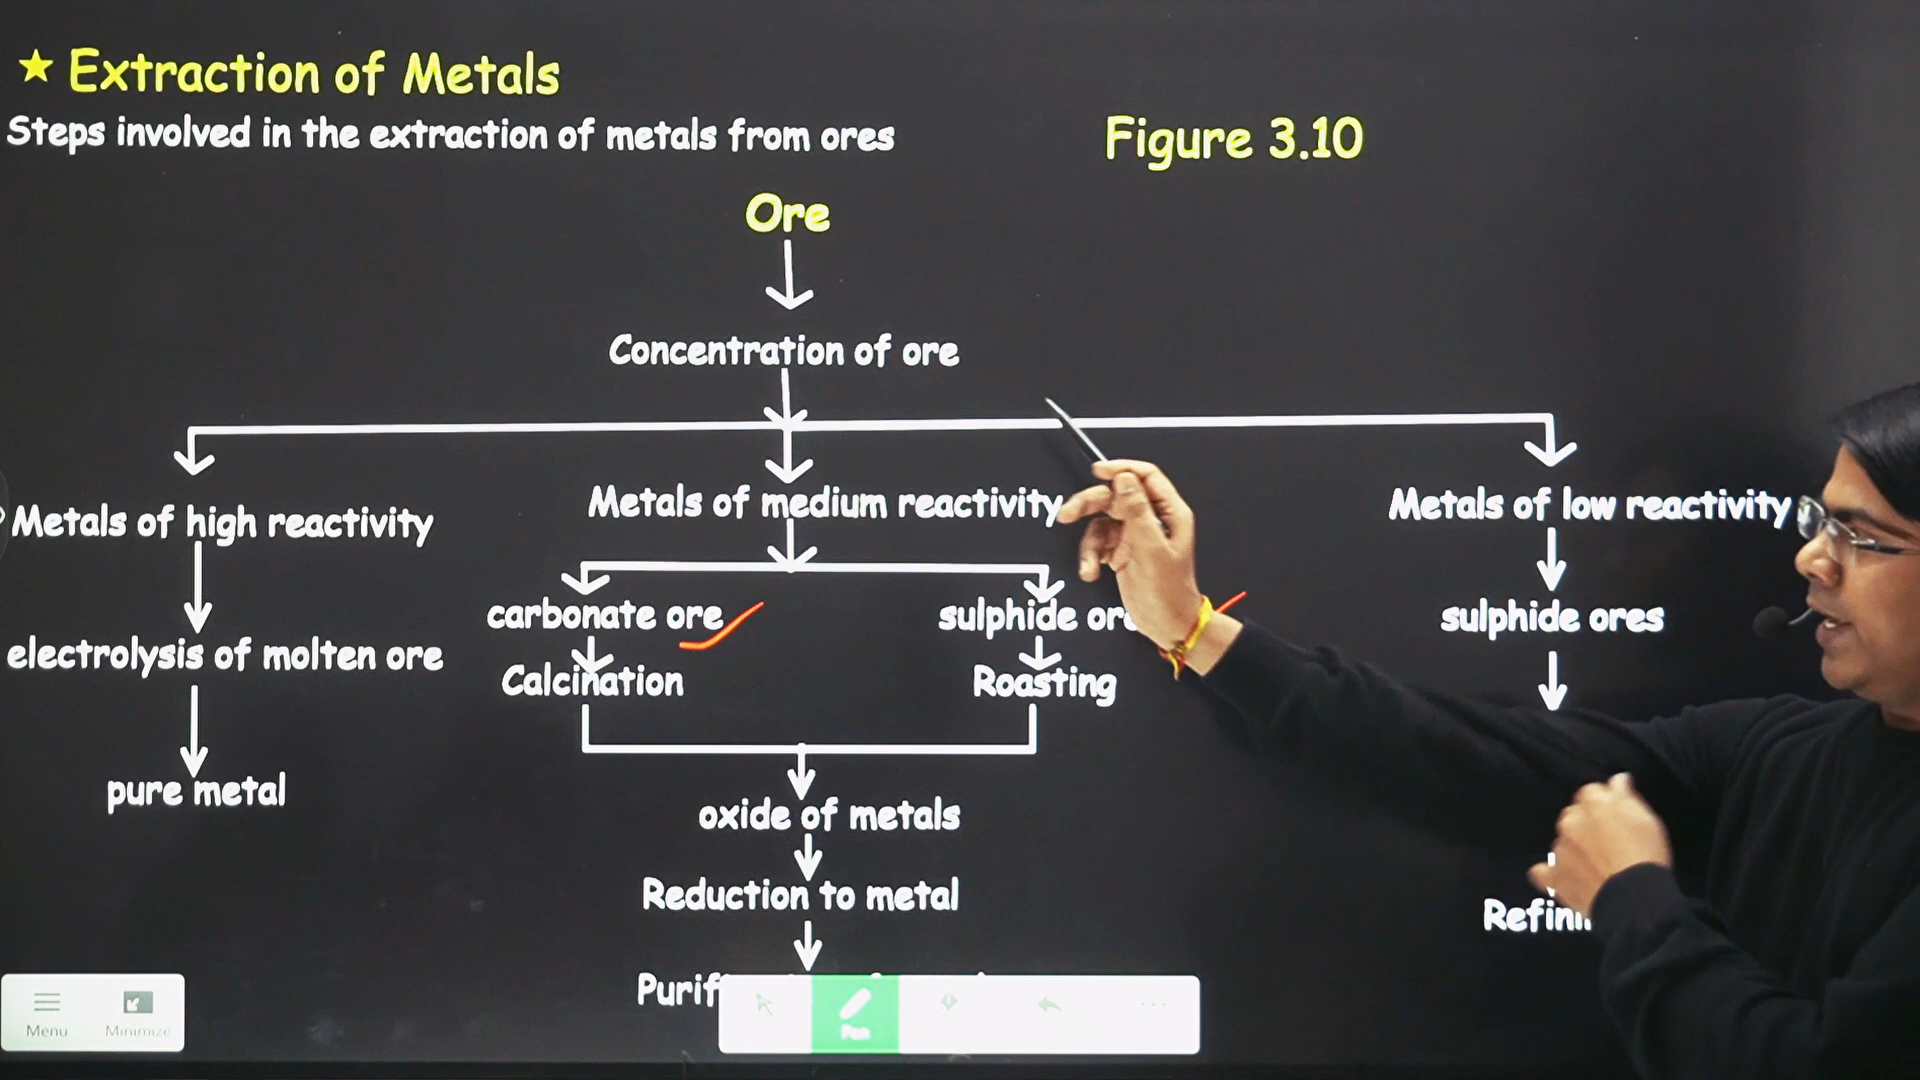 ★ Extraction of Metals
Steps involved in the extraction of metals from ores
Figure 3.10
Ore
Concentration of ore
Metals of high reactivity
Metals of medium reactivity
Metals of low reactivity
carbonate ore
sulphide
sulphide ores
electrolysis of molten ore
Calcination
Roasting
pure metal
oxide of metals
Reduction to metal
Menu
Minimize
Pen